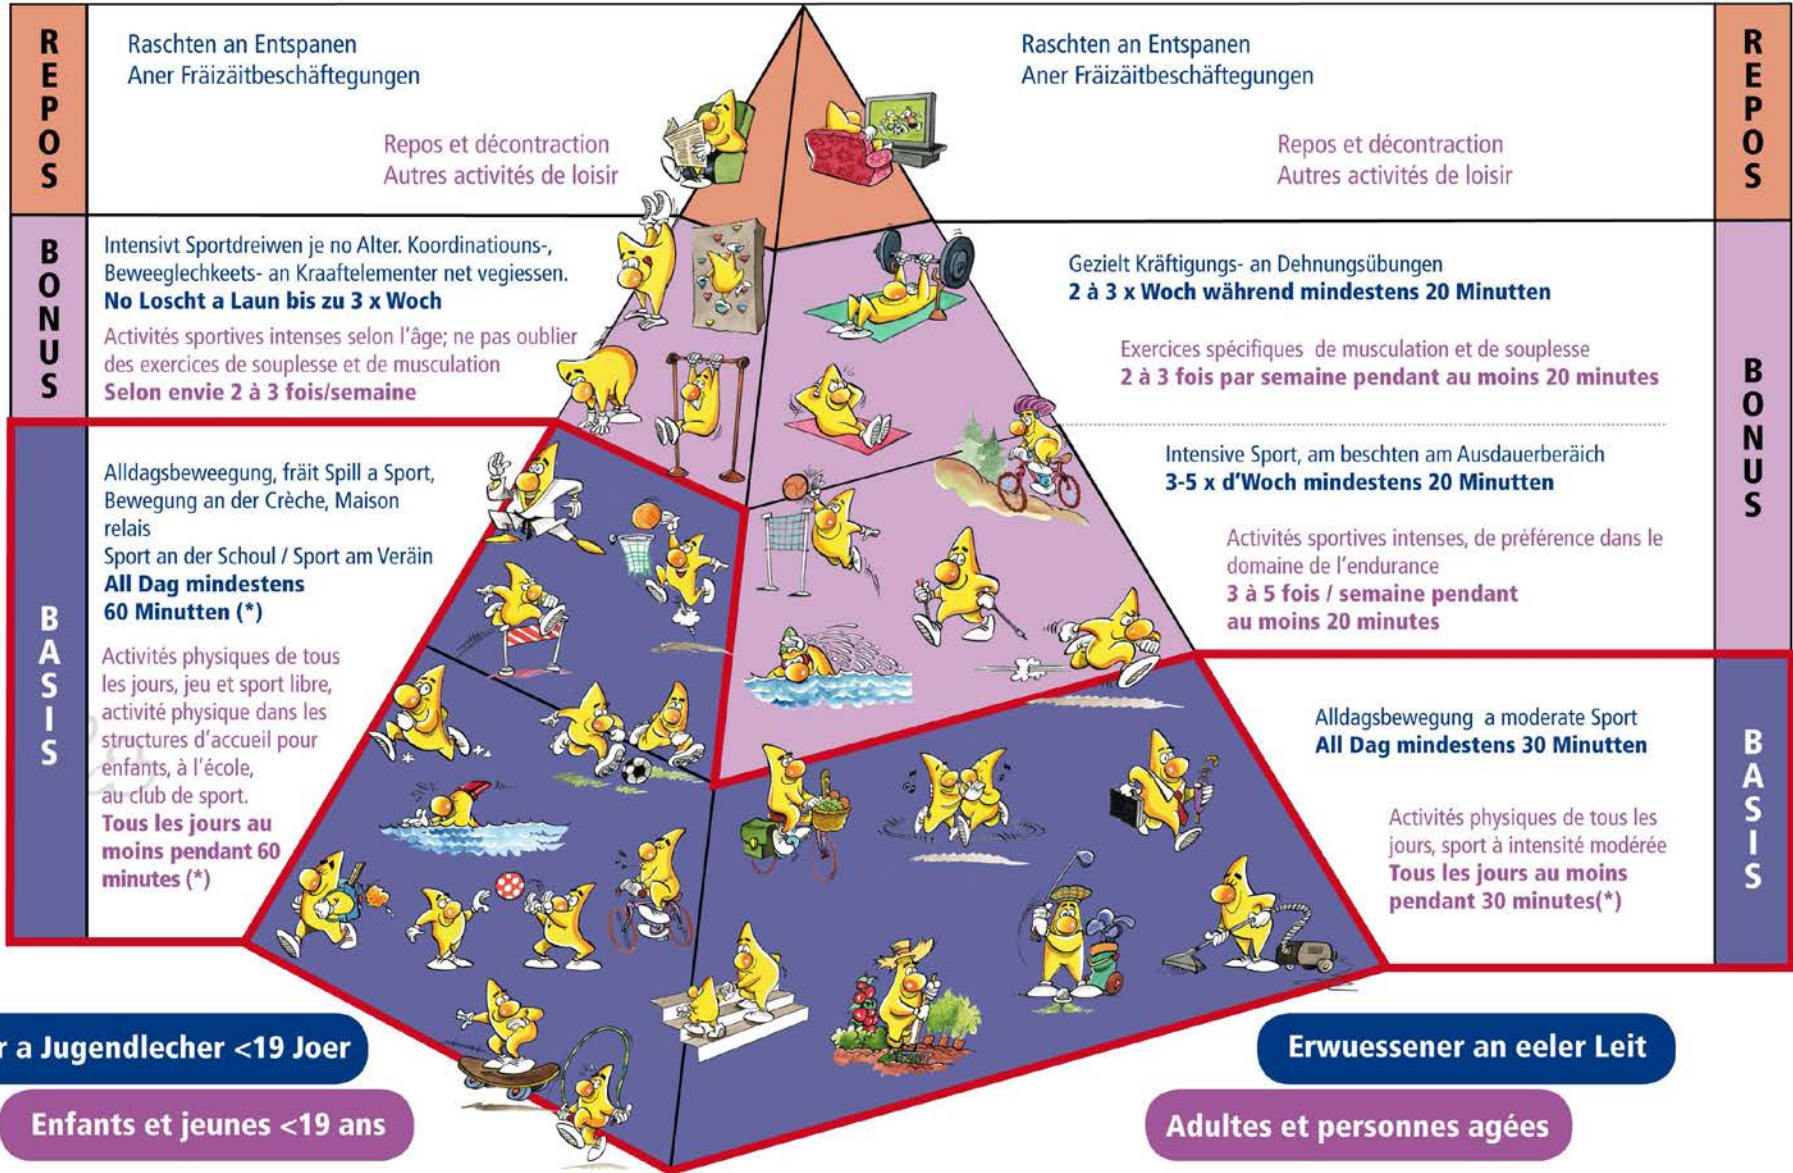 REPOS
Raschten an Entspanen
Aner Fräizäitbeschäftegungen
Repos et décontraction
Autres activités de loisir
BONUS
Intensivt Sportdreiwen je no Alter. Koordinatiouns-,
Beweeglechkeets- an Kraaftelementer net vegiessen.
No Loscht a Laun bis zu 3 x Woch
Activités sportives intenses selon l'âge; ne pas oublier
des exercices de souplesse et de musculation
Selon envie 2 à 3 fois/semaine
BASIS
Alldagsbeweegung, fräit Spill a Sport,
Bewegung an der Crèche, Maison
relais
Sport an der Schoul / Sport am Veräin
All Dag mindestens
60 Minutten (*)
Activités physiques de tous
les jours, jeu et sport libre,
activité physique dans les
structures d'accueil pour
enfants, à l'école,
au club de sport.
Tous les jours au
moins pendant 60
minutes (*)
r a Jugendlecher <19 Joer
Enfants et jeunes <19 ans
REPOS
Raschten an Entspanen
Aner Fräizäitbeschäftegungen
Repos et décontraction
Autres activités de loisir
BONUS
Gezielt Kräftigungs- an Dehnungsübungen
2 à 3 x Woch während mindestens 20 Minutten
Exercices spécifiques de musculation et de souplesse
2 à 3 fois par semaine pendant au moins 20 minutes
Intensive Sport, am beschten am Ausdauerberäich
3-5 x d'Woch mindestens 20 Minutten
Activités sportives intenses, de préférence dans le
domaine de l'endurance
3 à 5 fois / semaine pendant
au moins 20 minutes
BASIS
Alldagsbewegung a moderate Sport
All Dag mindestens 30 Minutten
Activités physiques de tous les
jours, sport à intensité modérée
Tous les jours au moins
pendant 30 minutes(*)
Erwuessener an eeler Leit
Adultes et personnes agées